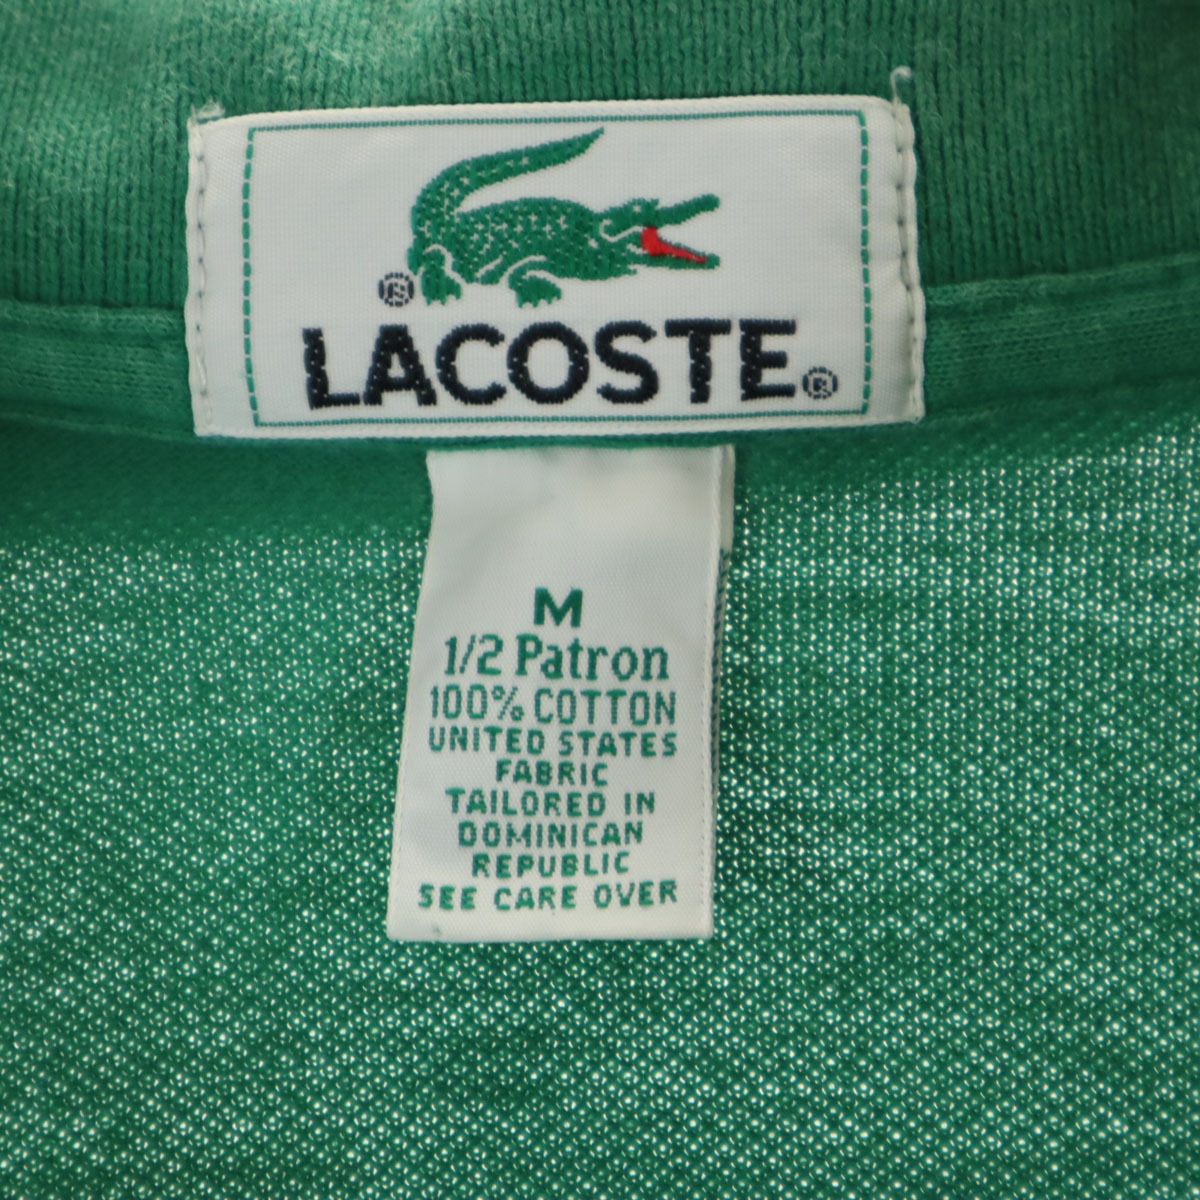 ®
LACOSTE®
M
1/2 Patron
100% COTTON
UNITED STATES
FABRIC
TAILORED IN
DOMINICAN
REPUBLIC
SEE CARE OVER